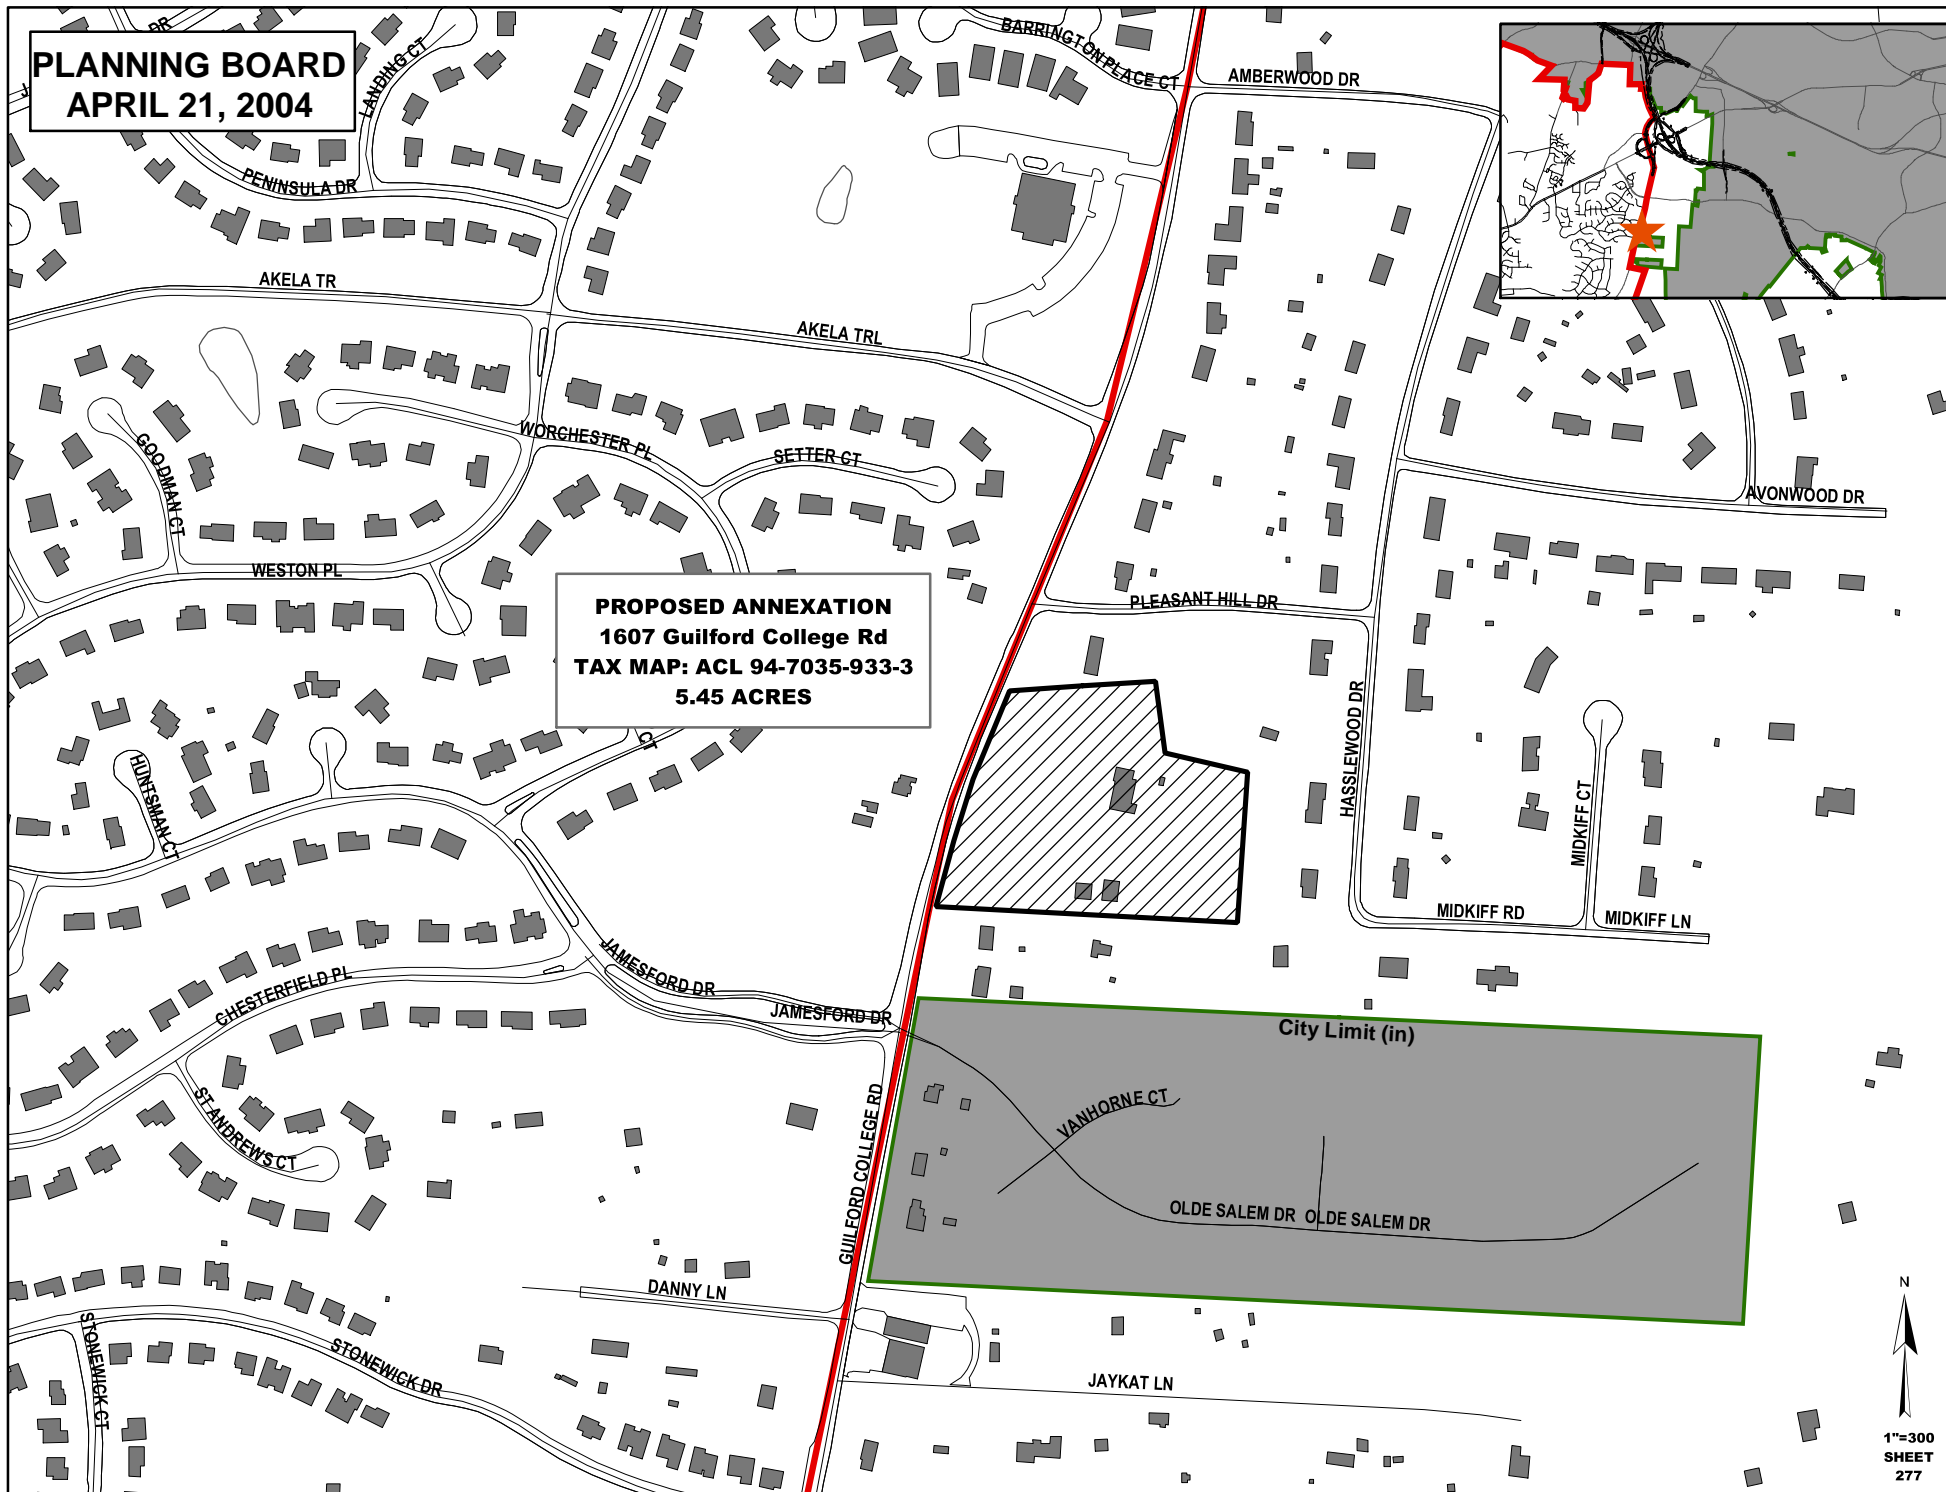 PLANNING BOARD
APRIL 21, 2004
DR
LANDING CT
PENINSULA DR
BARRINGTON PLACE CT
AMBERWOOD DR
AKELA TR
AKELA TRL
WORCHESTER PL
SETTER CT
GOODMAN CT
AVONWOOD DR
WESTON PL
PROPOSED ANNEXATION
1607 Guilford College Rd
TAX MAP: ACL 94-7035-933-3
5.45 ACRES
PLEASANT HILL DR
CT
HASSLEWOOD DR
HUNTSMAN CT
MIDKIFF CT
MIDKIFF RD
MIDKIFF LN
JAMESFORD DR
JAMESFORD DR
CHESTERFIELD PL
City Limit (in)
ST ANDREWS CT
VANHORNE CT
GUILFORD COLLEGE RD
OLDE SALEM DR OLDE SALEM DR
DANNY LN
STONEWICK CT
STONEWICK DR
JAYKAT LN
N
1"=300
SHEET
277